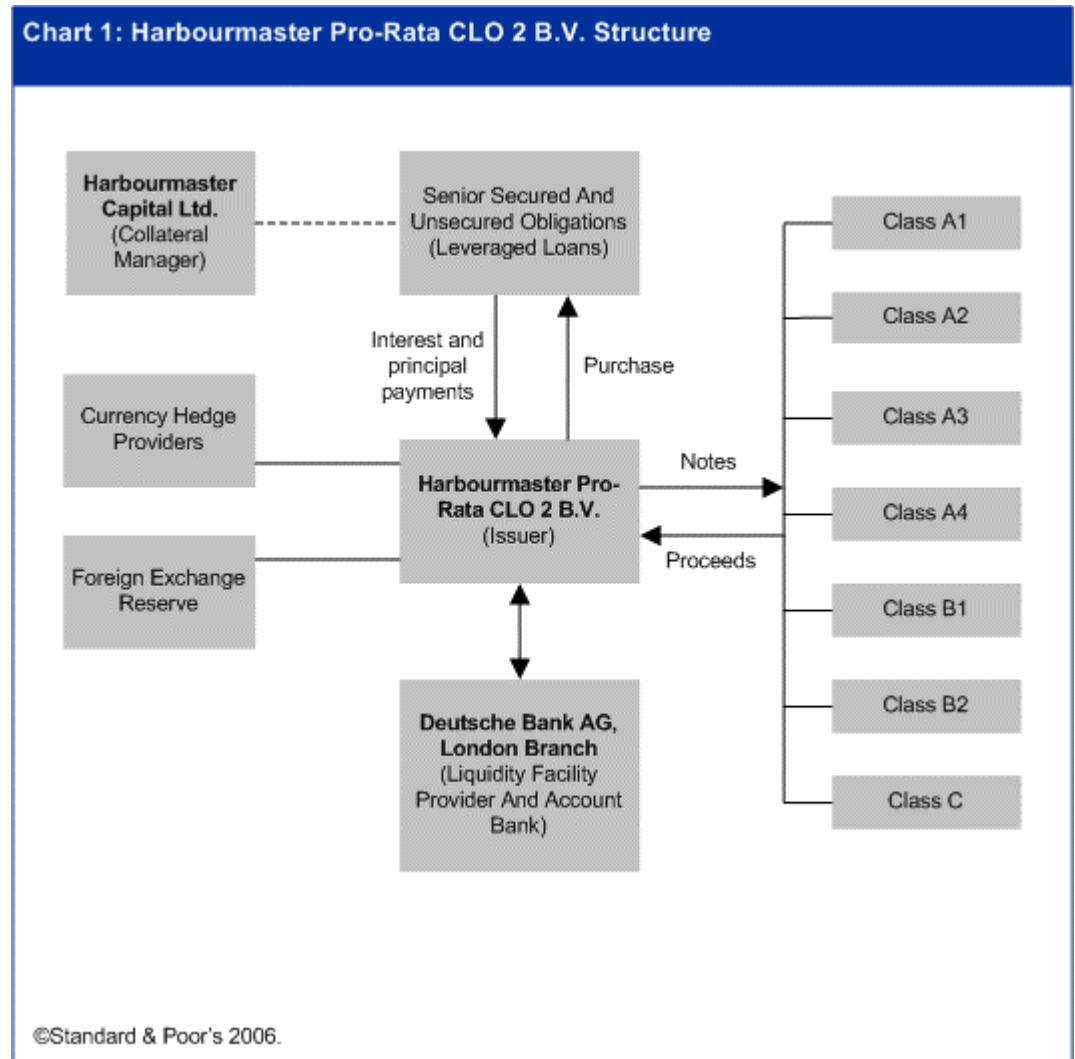 Chart 1: Harbourmaster Pro-Rata CLO 2 B.V. Structure
Harbourmaster
Capital Ltd.
(Collateral
Manager)
Senior Secured And
Unsecured Obligations
(Leveraged Loans)
Class A1
Class A2
Interest and
principal
payments
Purchase
Currency Hedge
Providers
Class A3
Harbourmaster Pro-
Rata CLO 2 B.V.
(Issuer)
Notes
Proceeds
Class A4
Foreign Exchange
Reserve
Class B1
Deutsche Bank AG,
London Branch
(Liquidity Facility
Provider And Account
Bank)
Class B2
Class C
©Standard & Poor's 2006.